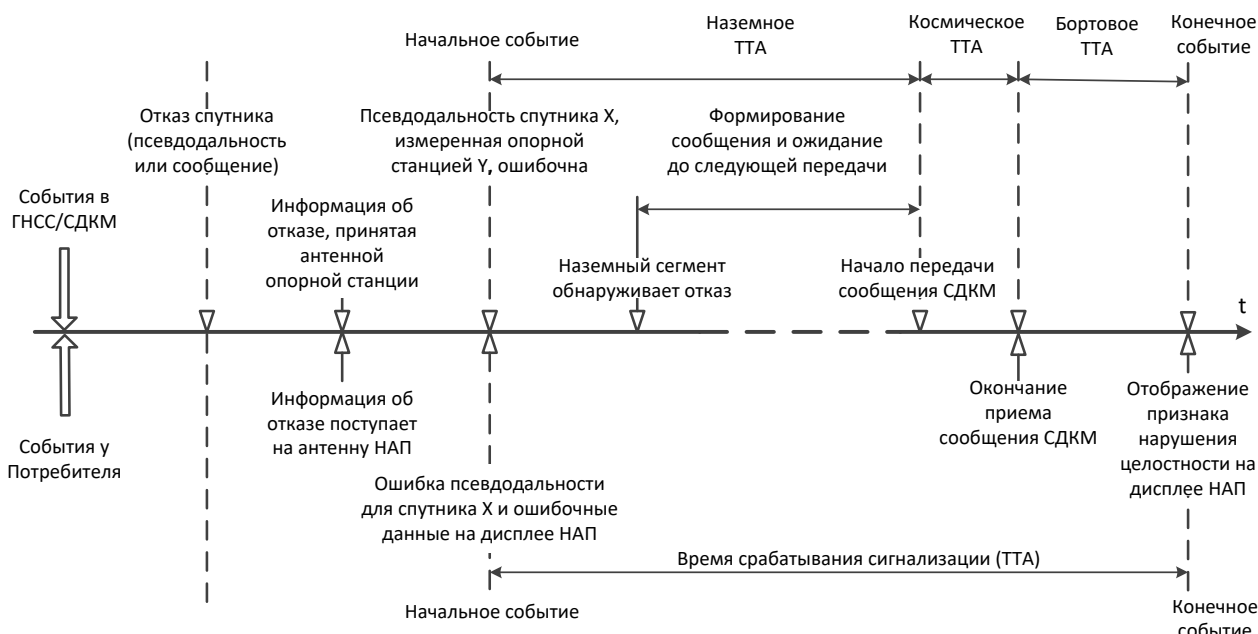 Начальное событие
Наземное
ТТА
Космическое
ТТА
Бортовое
ТТА
Конечное
событие
Отказ спутника
(псевдодальность
или сообщение)
Псевдодальность спутника X,
измеренная опорной
станцией Y, ошибочна
Формирование
сообщения и ожидание
до следующей передачи
События в
ГНСС/СДКМ
Информация об
отказе, принятая
антенной
опорной станции
Наземный сегмент
обнаруживает отказ
Начало передачи
сообщения СДКМ
t
События у
Потребителя
Информация об
отказе поступает
на антенну НАП
Ошибка псевдодальности
для спутника X и ошибочные
данные на дисплее НАП
Окончание
приема
сообщения СДКМ
Отображение
признака
нарушения
целостности на
дисплее НАП
Время срабатывания сигнализации (ТТА)
Начальное событие
Конечное
событие